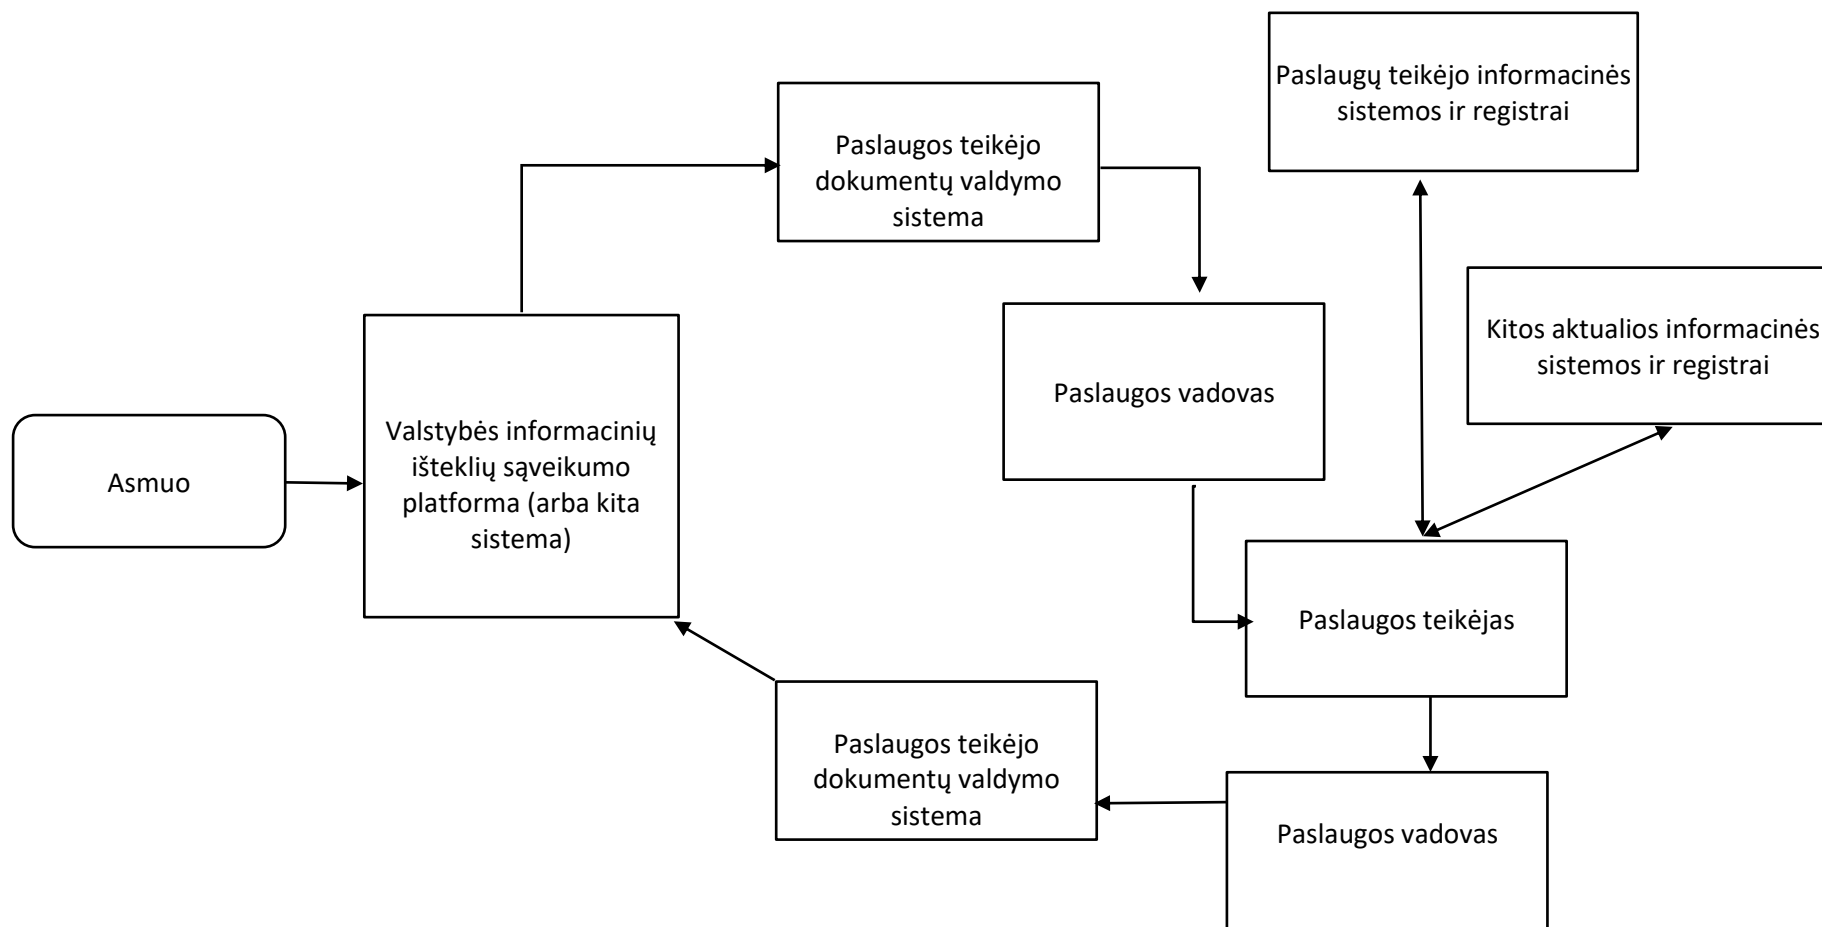 Paslaugų teikėjo informacinės
sistemos ir registrai
Paslaugos teikėjo
dokumentų valdymo
sistema
Kitos aktualios informacinės
sistemos ir registrai
Paslaugos vadovas
Valstybės informacinių
išteklių sąveikumo
platforma (arba kita
sistema)
Asmuo
Paslaugos teikėjas
Paslaugos teikėjo
dokumentų valdymo
sistema
Paslaugos vadovas